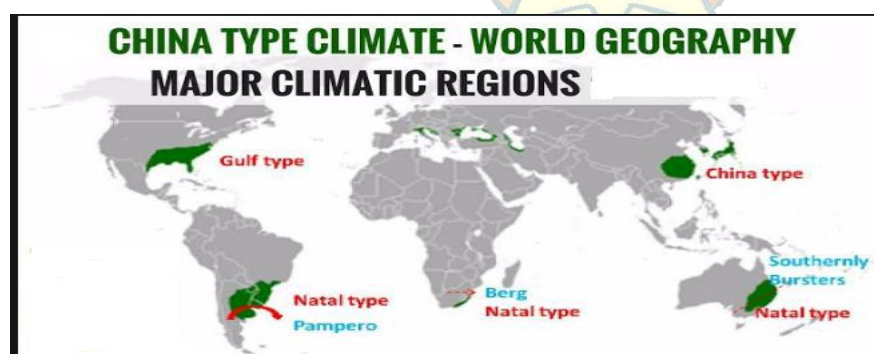 CHINA TYPE CLIMATE - WORLD GEOGRAPHY
MAJOR CLIMATIC REGIONS
Gulf type
China type
Southernly
Bursters
Natal type
Pampero
Berg
Natal type
Natal type